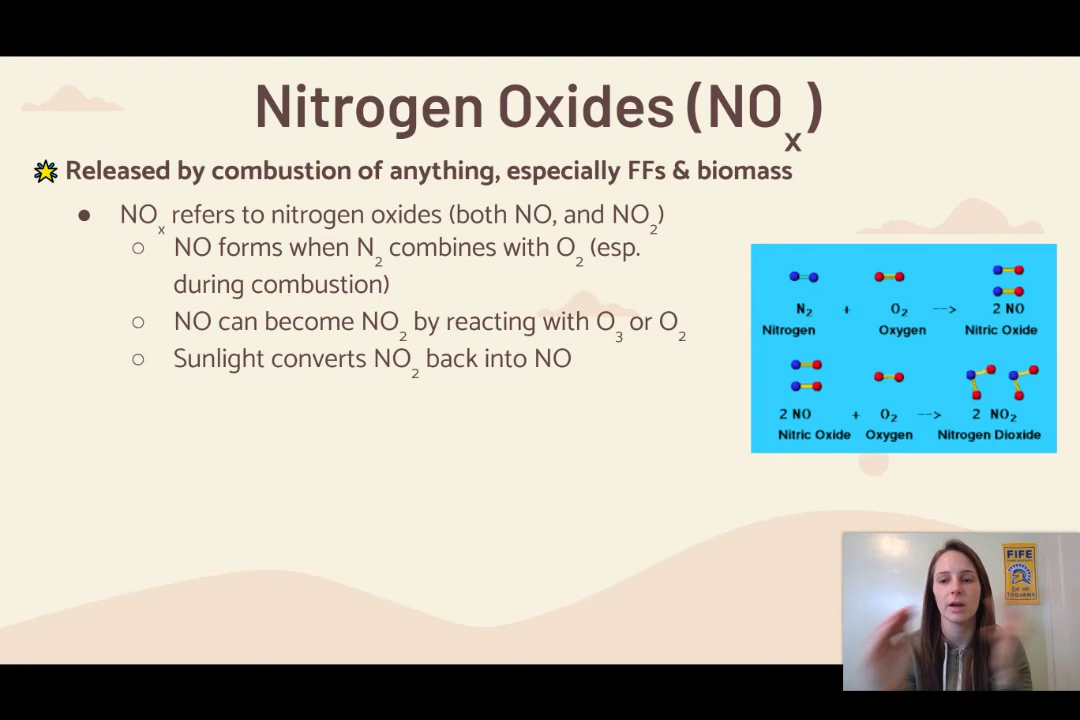 Nitrogen Oxides (NOₓ)
Released by combustion of anything, especially FFs & biomass
● NOₓ refers to nitrogen oxides (both NO, and NO₂)
○ NO forms when N₂ combines with O₂ (esp.
during combustion)
○ NO can become NO₂ by reacting with O₃ or O₂
○ Sunlight converts NO₂ back into NO
N₂ + O₂ --> 2 NO
Nitrogen Oxygen Nitric Oxide
2 NO + O₂ --> 2 NO₂
Nitric Oxide Oxygen Nitrogen Dioxide
FIFE
TROJANS